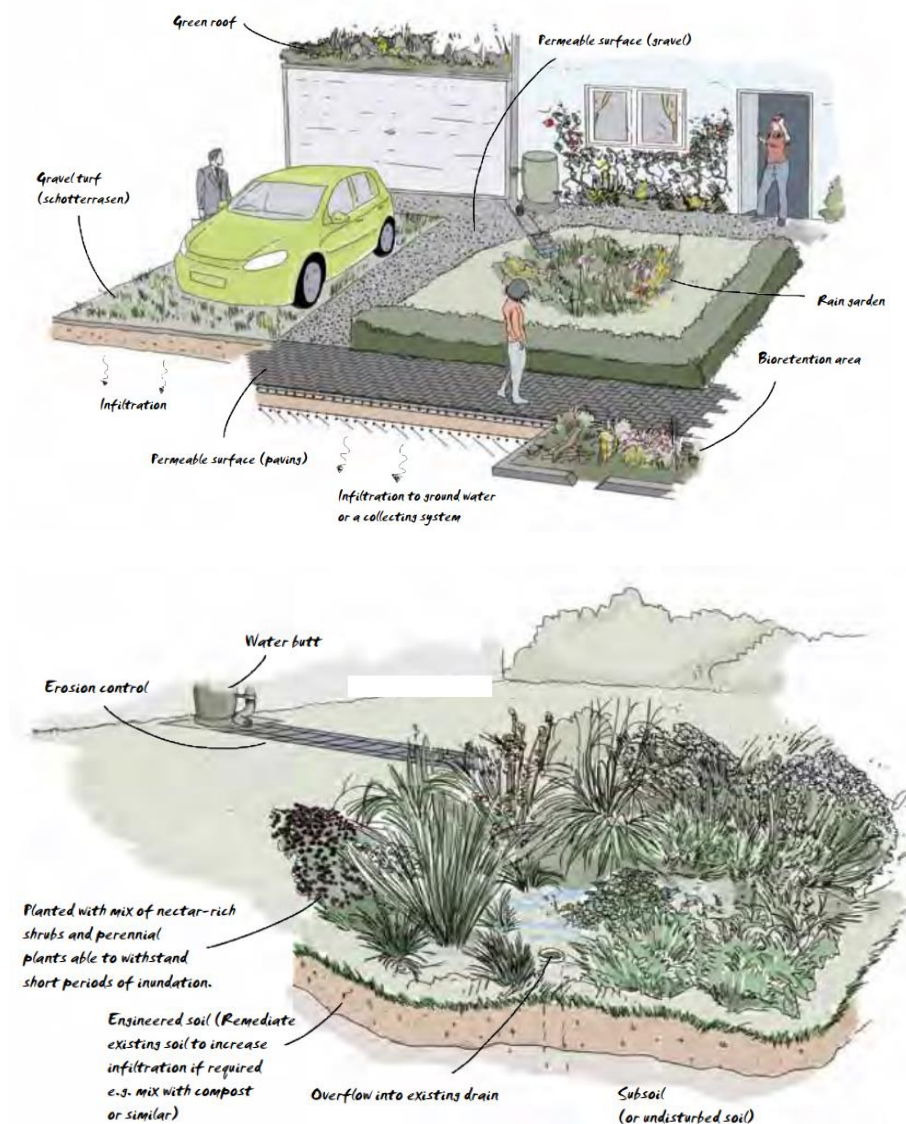 Green roof
Permeable surface (gravel)
Gravel turf
(schotterrasen)
Rain garden
Bioretention area
Infiltration
Permeable surface (paving)
Infiltration to ground water
or a collecting system
Water butt
Erosion control
Planted with mix of nectar-rich
shrubs and perennial
plants able to withstand
short periods of inundation.
Engineered soil (Remediate
existing soil to increase
infiltration if required
e.g. mix with compost
or similar)
Overflow into existing drain
Subsoil
(or undisturbed soil)